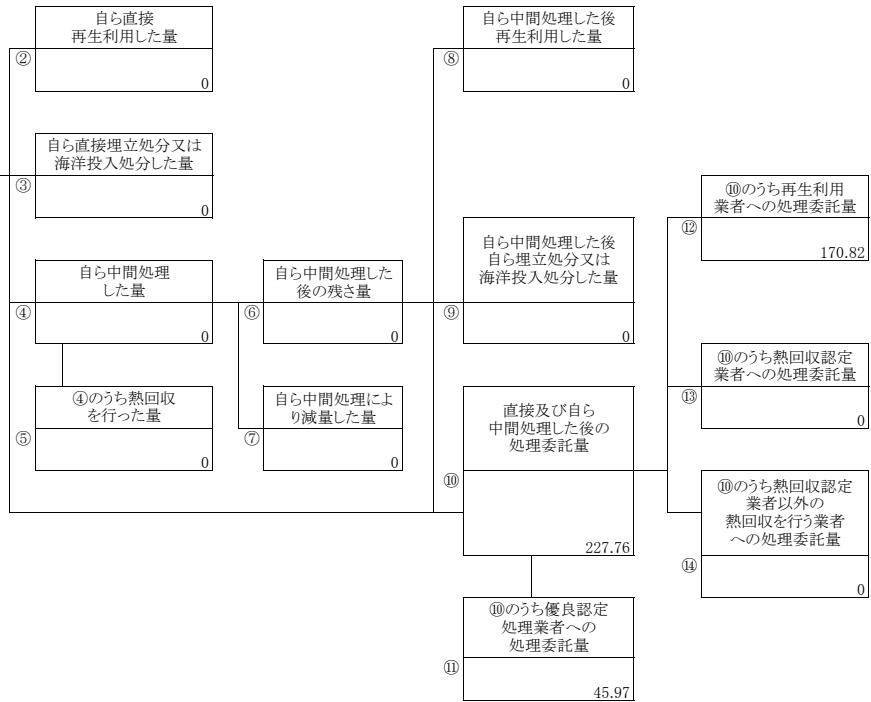 自ら直接
再生利用した量
②
0
自ら直接埋立処分又は
海洋投入処分した量
③
0
自ら中間処理
した量
④
0
④のうち熱回収
を行った量
⑤
0
自ら中間処理した
後の残さ量
⑥
0
自ら中間処理によ
り減量した量
⑦
0
自ら中間処理した後
再生利用した量
⑧
0
自ら中間処理した後
自ら埋立処分又は
海洋投入処分した量
⑨
0
直接及び自ら
中間処理した後の
処理委託量
⑩
227.76
⑩のうち優良認定
処理業者への
処理委託量
⑪
45.97
⑩のうち再生利用
業者への処理委託量
⑫
170.82
⑩のうち熱回収認定
業者への処理委託量
⑬
0
⑩のうち熱回収認定
業者以外の
熱回収を行う業者
への処理委託量
⑭
0